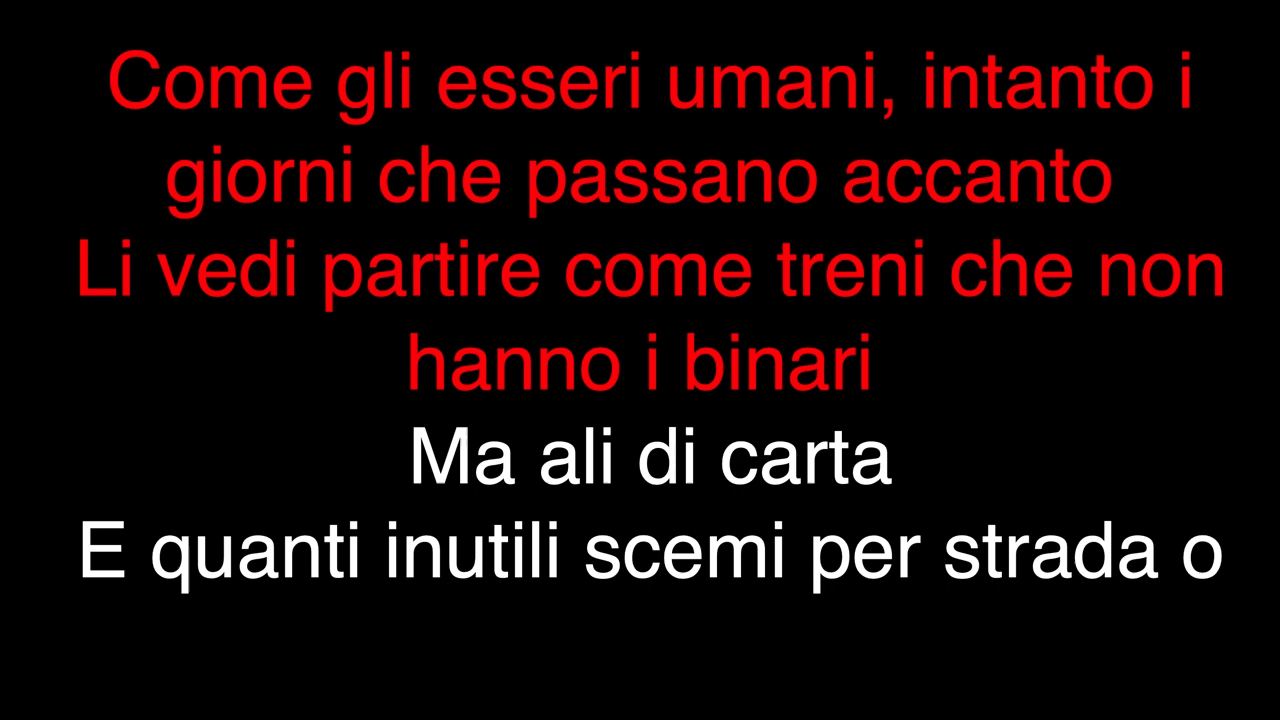 Come gli esseri umani, intanto i
giorni che passano accanto
Li vedi partire come treni che non
hanno i binari
Ma ali di carta
E quanti inutili scemi per strada o